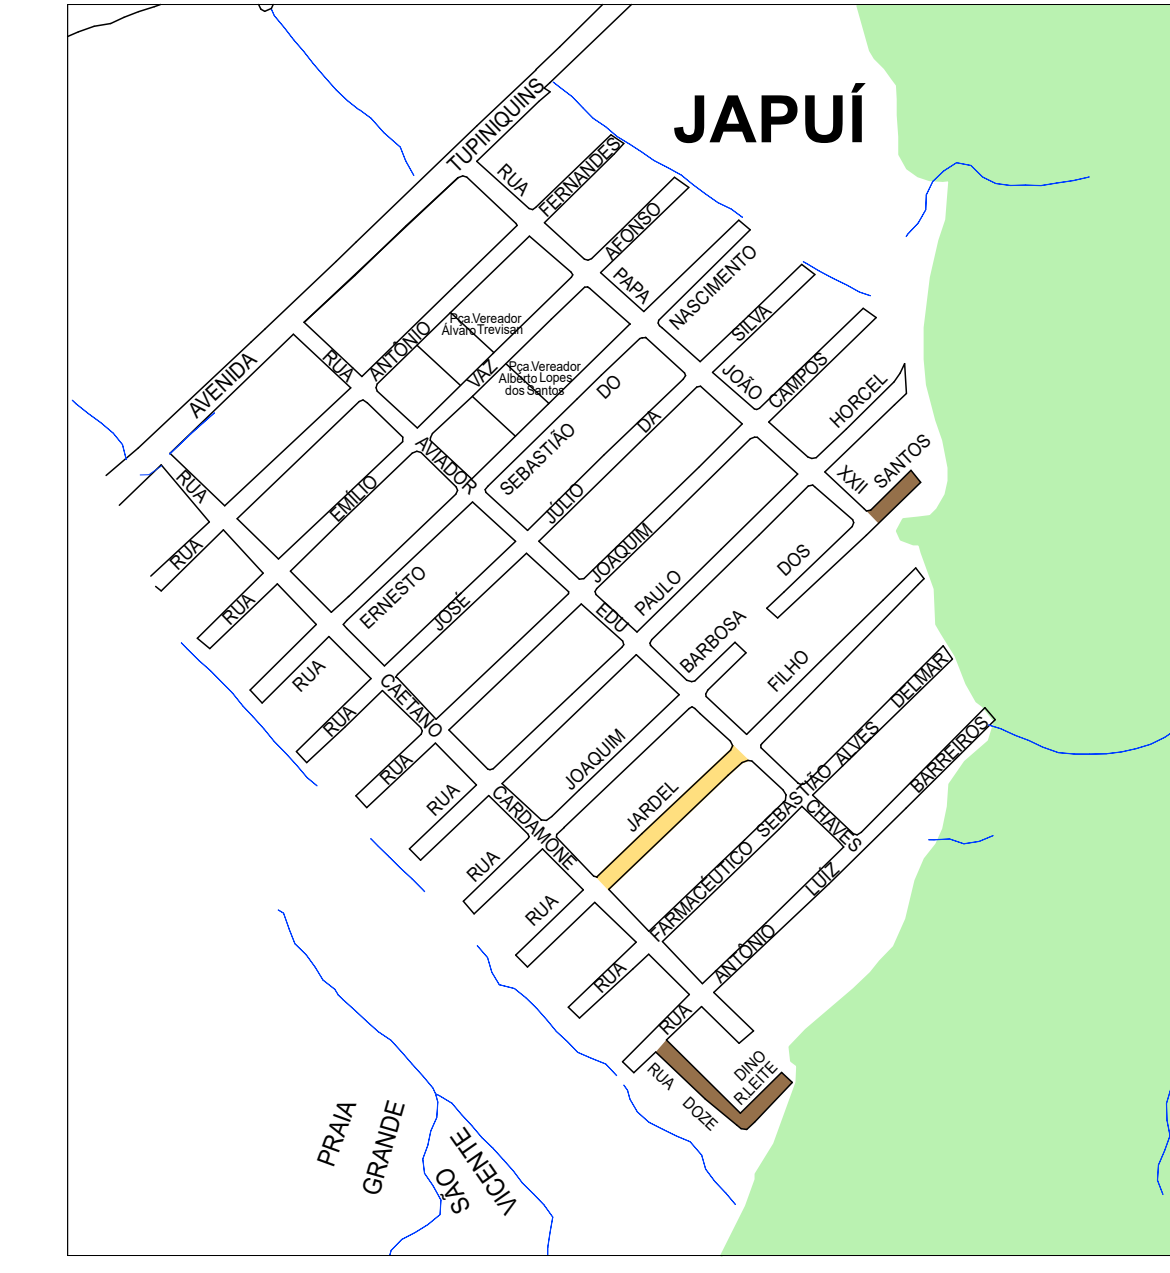 JAPUÍ
TUPINIQUINS
RUA
FERNANDES
AFONSO
PAPA
NASCIMENTO
SILVA
Pça.Vereador
Álvaro Trevisan
ANTÔNIO
RUA
AVENIDA
VAZ
Pça.Vereador
Alberto Lopes
dos Santos
DO
JOÃO
CAMPOS
HORCEL
DA
SEBASTIÃO
AVIADOR
XXII
SANTOS
RUA
EMÍLIO
JÚLIO
RUA
JOAQUIM
DOS
ERNESTO
PAULO
RUA
JOSÉ
EDU
BARBOSA
RUA
CAETANO
FILHO
DELMAR
RUA
RUA
JOAQUIM
ALVES
BARREIROS
RUA
CARDAMONE
JARDEL
SEBASTIÃO
CHAVES
RUA
FARMACÊUTICO
LUÍZ
RUA
ANTÔNIO
RUA
RUA
RUA
DOZE
DINO
R.LEITE
PRAIA
GRANDE
SÃO
VICENTE